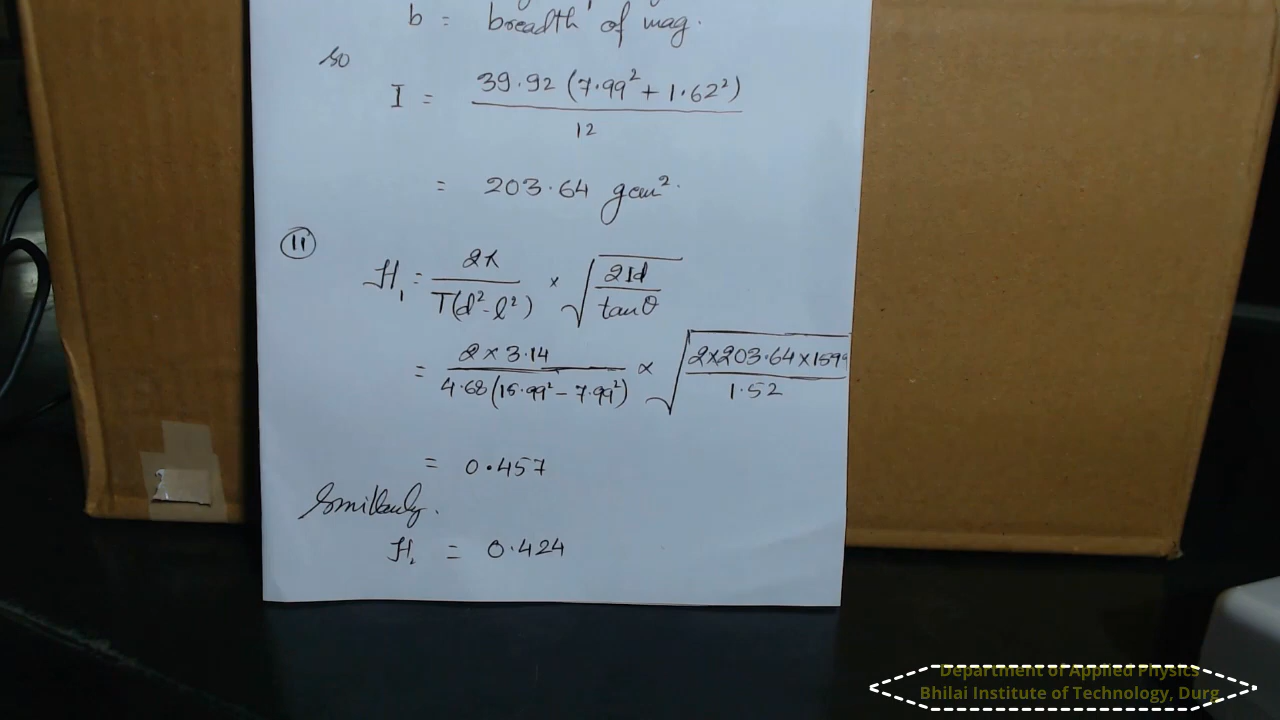 b = breadth of mag.
so
I = 39.92 (7.99² + 1.62²) / 12
= 203.64 gcm².
(11)
H₁ = 2π / T(d² - l²) × √(2Id / tanθ)
= 2 × 3.14 / 4.68 (15.99² - 7.99²) × √(2×203.64×1599 / 1.52)
= 0.457
Similarly.
H₂ = 0.424
Department of Applied Physics
Bhilai Institute of Technology, Durg